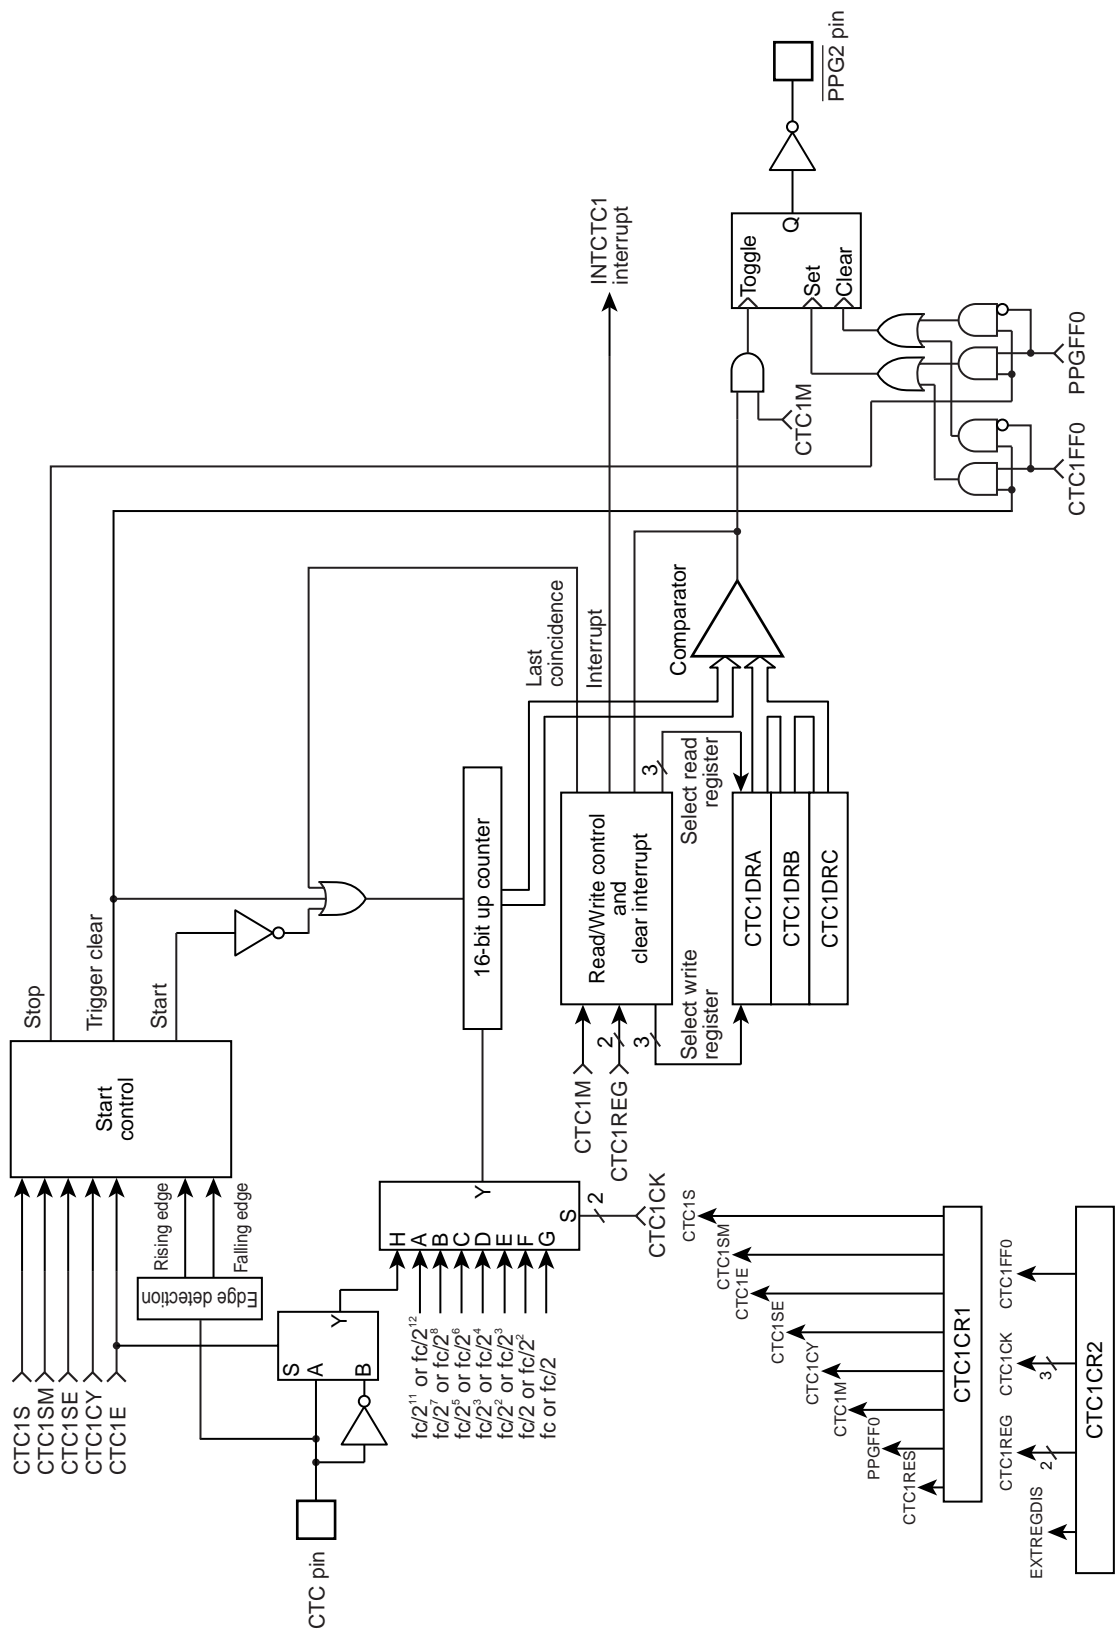 CTC1S
CTC1SM
CTC1SE
CTC1CY
CTC1E
Rising edge
Falling edge
Edge detection
Start
control
Stop
Trigger clear
Start
CTC pin
S
A
B
Y
H
A
B
C
D
E
F
G
Y
S
fc/2¹¹ or fc/2¹²
fc/2⁷ or fc/2⁸
fc/2⁵ or fc/2⁶
fc/2³ or fc/2⁴
fc/2² or fc/2³
fc/2 or fc/2²
fc or fc/2
2
CTC1CK
16-bit up counter
Last
coincidence
Interrupt
INTCTC1
interrupt
CTC1M
CTC1REG
2
3
Read/Write control
and
clear interrupt
3
Select write
register
Select read
register
CTC1DRA
CTC1DRB
CTC1DRC
Comparator
CTC1M
Toggle
Set
Clear
Q
PPG2 pin
CTC1FF0
PPGFF0
CTC1S
CTC1SM
CTC1E
CTC1SE
CTC1CY
CTC1M
PPGFF0
CTC1RES
CTC1CR1
CTC1FF0
CTC1CK
3
CTC1REG
2
EXTREGDIS
CTC1CR2